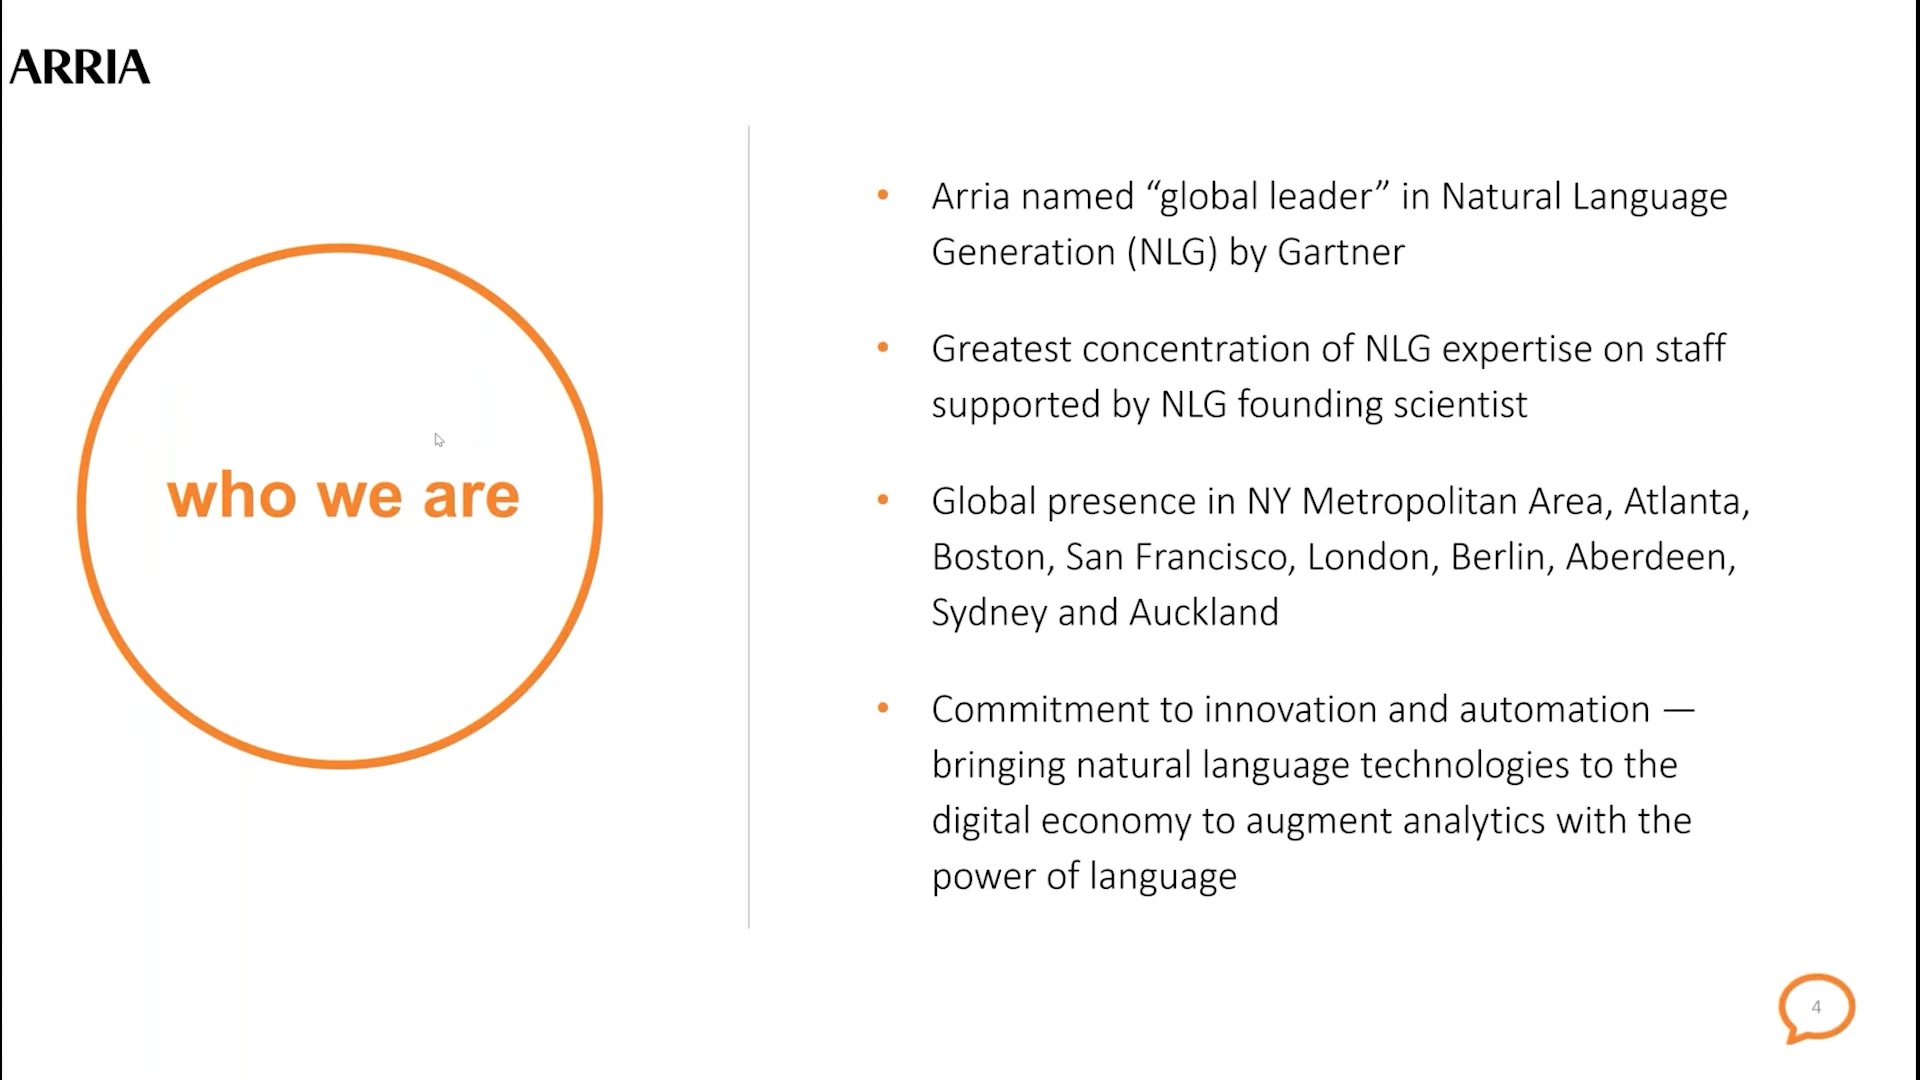 ARRIA
who we are
• Arria named “global leader” in Natural Language
Generation (NLG) by Gartner
• Greatest concentration of NLG expertise on staff
supported by NLG founding scientist
• Global presence in NY Metropolitan Area, Atlanta,
Boston, San Francisco, London, Berlin, Aberdeen,
Sydney and Auckland
• Commitment to innovation and automation —
bringing natural language technologies to the
digital economy to augment analytics with the
power of language
4